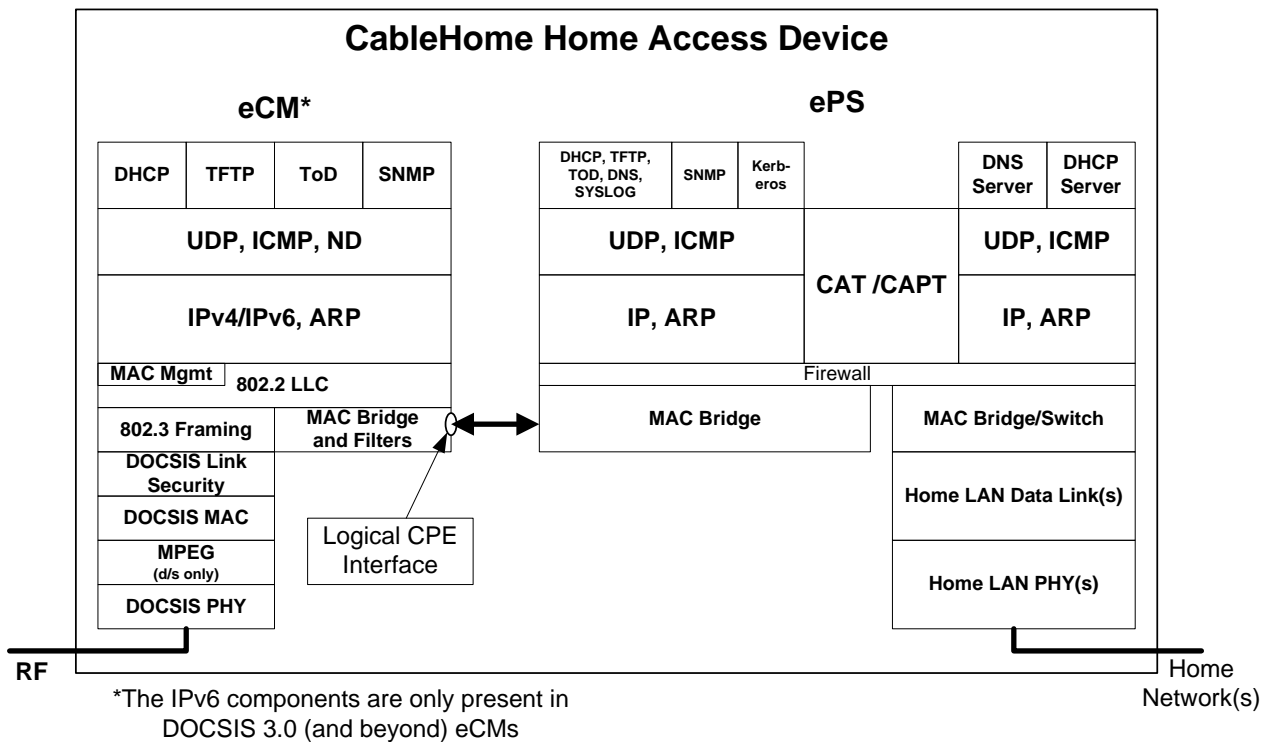 CableHome Home Access Device
eCM*
ePS
DHCP
TFTP
ToD
SNMP
UDP, ICMP, ND
IPv4/IPv6, ARP
MAC Mgmt
802.2 LLC
802.3 Framing
MAC Bridge
and Filters
DOCSIS Link
Security
DOCSIS MAC
MPEG
(d/s only)
DOCSIS PHY
Logical CPE
Interface
DHCP, TFTP,
TOD, DNS,
SYSLOG
SNMP
Kerb-
eros
UDP, ICMP
IP, ARP
CAT /CAPT
DNS
Server
DHCP
Server
UDP, ICMP
IP, ARP
Firewall
MAC Bridge
MAC Bridge/Switch
Home LAN Data Link(s)
Home LAN PHY(s)
RF
Home
Network(s)
*The IPv6 components are only present in
DOCSIS 3.0 (and beyond) eCMs